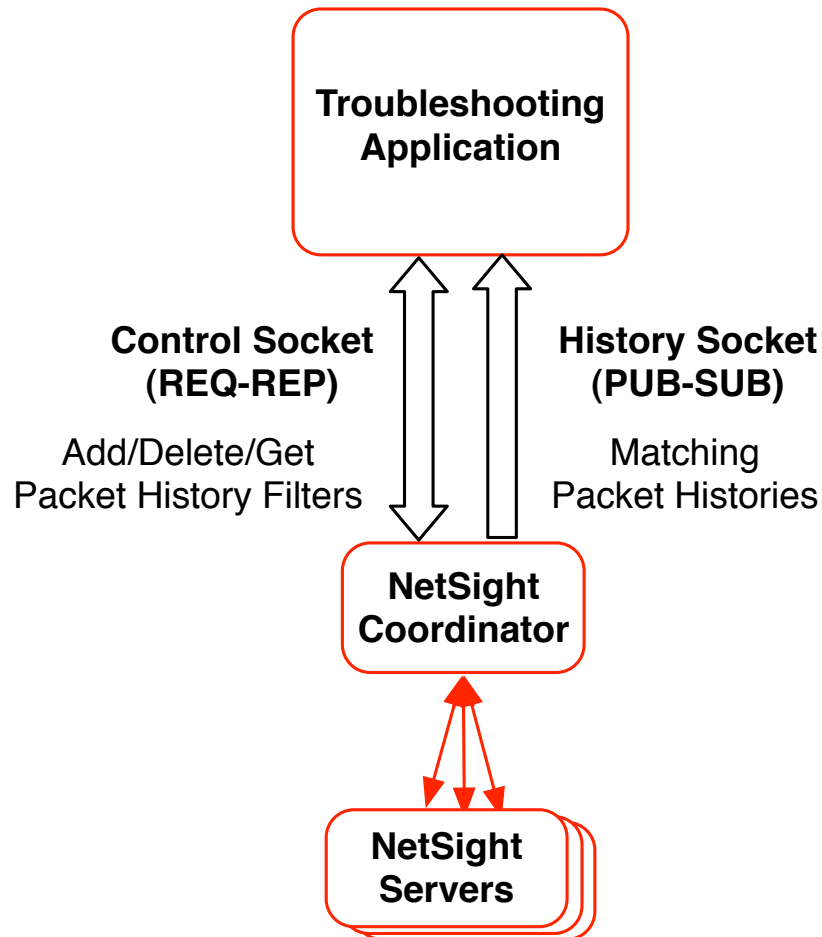 Troubleshooting
Application
Control Socket
(REQ-REP)
Add/Delete/Get
Packet History Filters
History Socket
(PUB-SUB)
Matching
Packet Histories
NetSight
Coordinator
NetSight
Servers